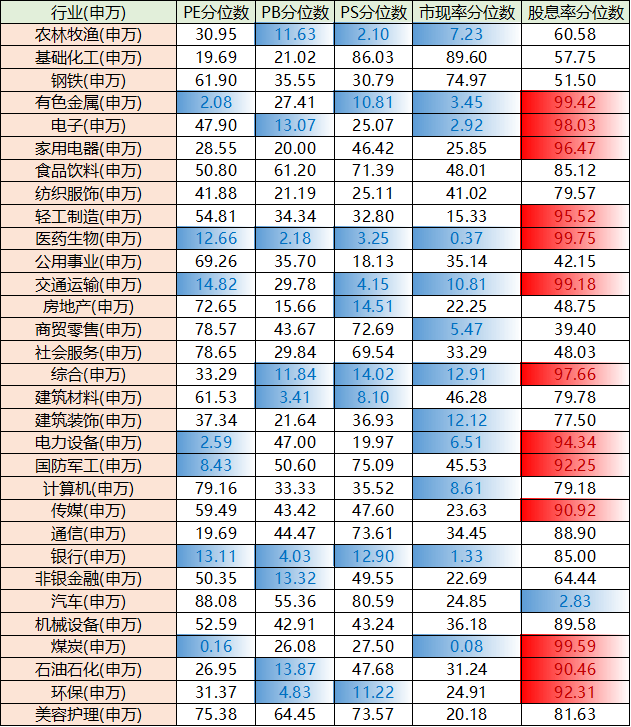 行业(申万) PE分位数 PB分位数 PS分位数 市现率分位数 股息率分位数
农林牧渔(申万) 30.95 11.63 2.10 7.23 60.58
基础化工(申万) 19.69 21.02 86.03 89.60 57.75
钢铁(申万) 61.90 35.55 30.79 74.97 51.50
有色金属(申万) 2.08 27.41 10.81 3.45 99.42
电子(申万) 47.90 13.07 25.07 2.92 98.03
家用电器(申万) 28.55 20.00 46.42 25.85 96.47
食品饮料(申万) 50.80 61.20 71.39 48.01 85.12
纺织服饰(申万) 41.88 21.19 25.11 41.02 79.57
轻工制造(申万) 54.81 34.34 32.80 15.33 95.52
医药生物(申万) 12.66 2.18 3.25 0.37 99.75
公用事业(申万) 69.26 35.70 18.13 35.14 42.15
交通运输(申万) 14.82 29.78 4.15 10.81 99.18
房地产(申万) 72.65 15.66 14.51 22.25 48.75
商贸零售(申万) 78.57 43.67 72.69 5.47 39.40
社会服务(申万) 78.65 29.84 69.54 33.29 48.03
综合(申万) 33.29 11.84 14.02 12.91 97.66
建筑材料(申万) 61.53 3.41 8.10 46.28 79.78
建筑装饰(申万) 37.34 21.64 36.93 12.12 77.50
电力设备(申万) 2.59 47.00 19.97 6.51 94.34
国防军工(申万) 8.43 50.60 75.09 45.53 92.25
计算机(申万) 79.16 33.33 35.52 8.61 79.18
传媒(申万) 59.49 43.42 47.60 23.63 90.92
通信(申万) 19.69 44.47 73.61 34.45 88.90
银行(申万) 13.11 4.03 12.90 1.33 85.00
非银金融(申万) 50.35 13.32 49.55 22.69 64.44
汽车(申万) 88.08 55.36 80.59 24.85 2.83
机械设备(申万) 52.59 42.91 43.24 36.18 89.58
煤炭(申万) 0.16 26.08 27.50 0.08 99.59
石油石化(申万) 26.95 13.87 47.68 31.24 90.46
环保(申万) 31.37 4.83 11.22 24.91 92.31
美容护理(申万) 75.38 64.45 73.57 20.18 81.63